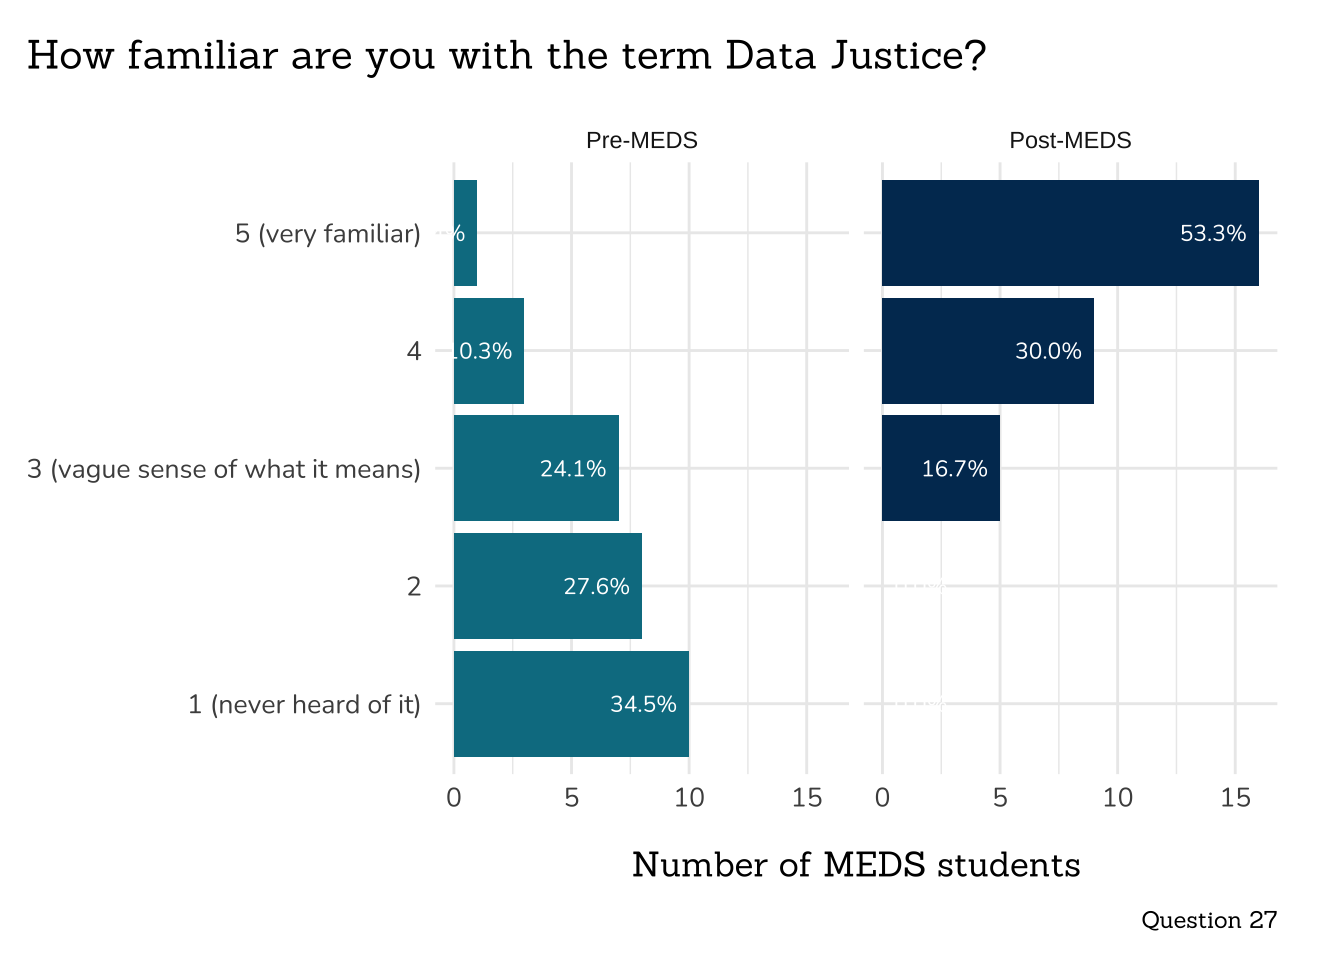 How familiar are you with the term Data Justice?
Pre-MEDS Post-MEDS
5 (very familiar) 53.3%
4 10.3% 30.0%
3 (vague sense of what it means) 24.1% 16.7%
2 27.6%
1 (never heard of it) 34.5%
0 5 10 15 0 5 10 15
Number of MEDS students
Question 27